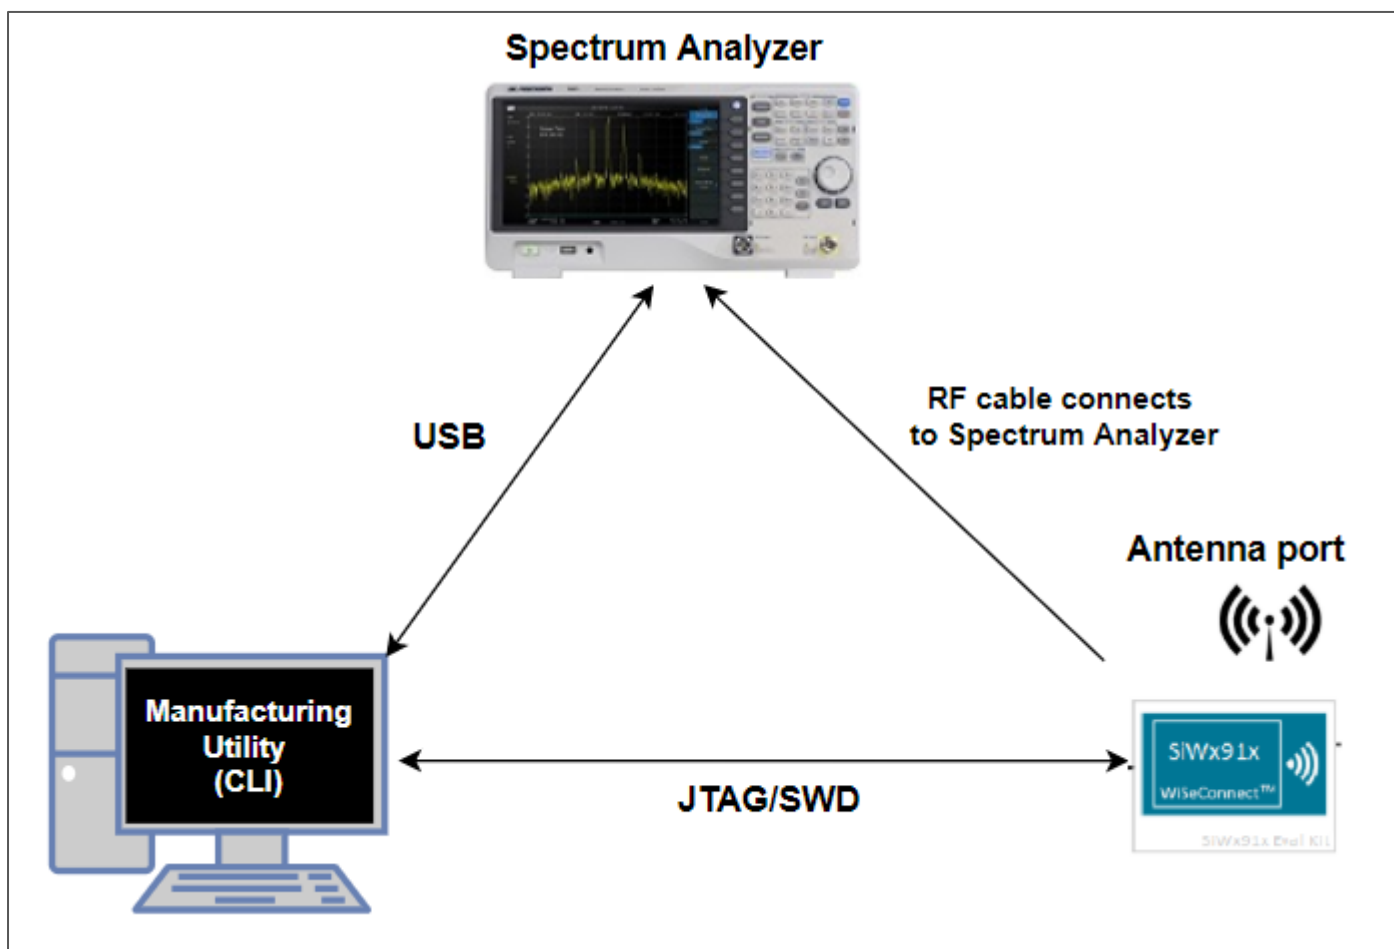 Spectrum Analyzer
USB
RF cable connects
to Spectrum Analyzer
Antenna port
Manufacturing
Utility
(CLI)
JTAG/SWD
SiWx91x
WiSeConnect™
SiWx91x Eval Kit